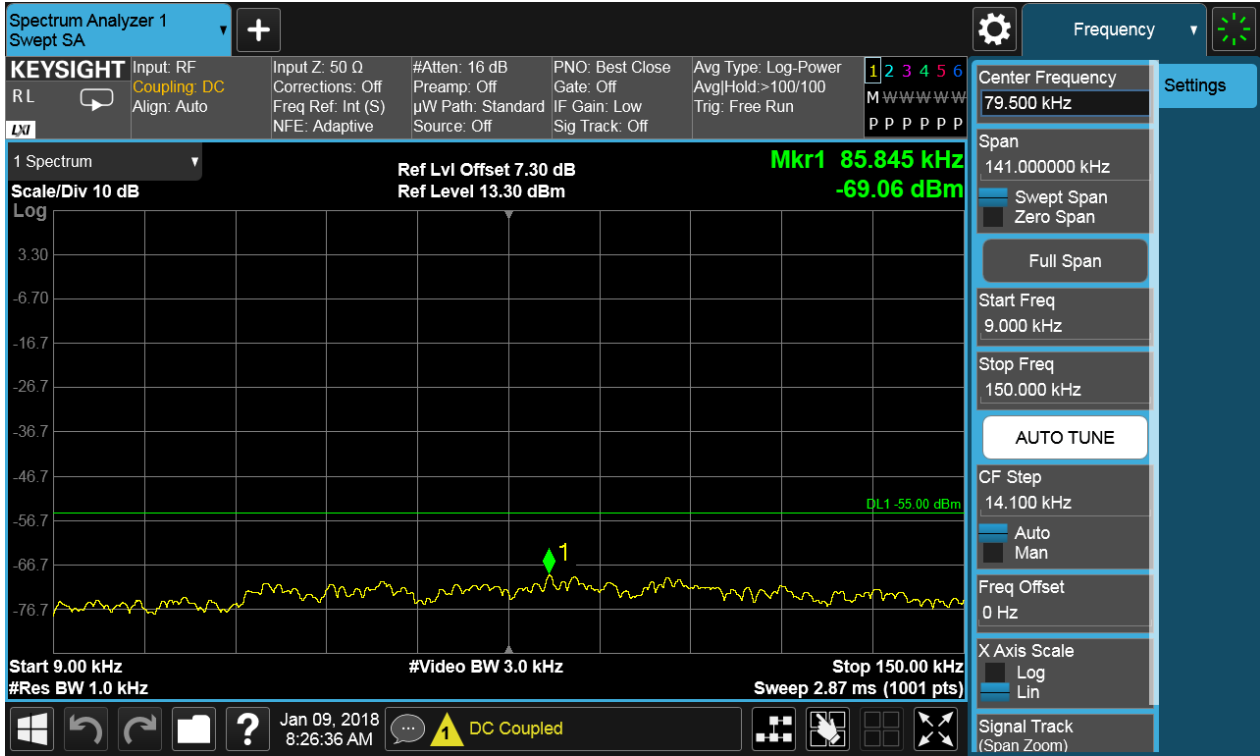 Spectrum Analyzer 1
Swept SA
Frequency
KEYSIGHT
RL
LXI
Input: RF
Coupling: DC
Align: Auto
Input Z: 50 Ω
Corrections: Off
Freq Ref: Int (S)
NFE: Adaptive
#Atten: 16 dB
Preamp: Off
µW Path: Standard
Source: Off
PNO: Best Close
Gate: Off
IF Gain: Low
Sig Track: Off
Avg Type: Log-Power
Avg|Hold:>100/100
Trig: Free Run
1 2 3 4 5 6
M W W W W W
P P P P P P
1 Spectrum
Scale/Div 10 dB
Ref Lvl Offset 7.30 dB
Ref Level 13.30 dBm
Mkr1 85.845 kHz
-69.06 dBm
Log
3.30
-6.70
-16.7
-26.7
-36.7
-46.7
-56.7
-66.7
-76.7
DL1 -55.00 dBm
1
Start 9.00 kHz
#Res BW 1.0 kHz
#Video BW 3.0 kHz
Stop 150.00 kHz
Sweep 2.87 ms (1001 pts)
Center Frequency
79.500 kHz
Span
141.000000 kHz
Swept Span
Zero Span
Full Span
Start Freq
9.000 kHz
Stop Freq
150.000 kHz
AUTO TUNE
CF Step
14.100 kHz
Auto
Man
Freq Offset
0 Hz
X Axis Scale
Log
Lin
Signal Track
(Span Zoom)
Settings
?
Jan 09, 2018
8:26:36 AM
1
DC Coupled